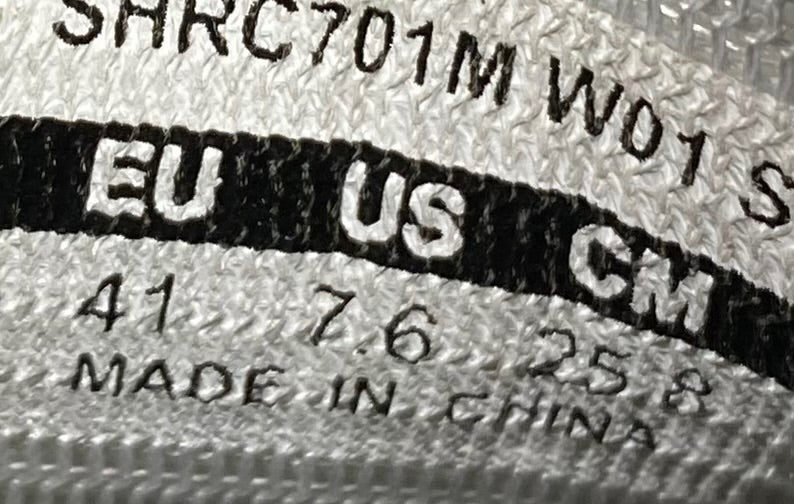 SHRC701M W01 S
EU US CM
41 7.6 25 8
MADE IN CHINA